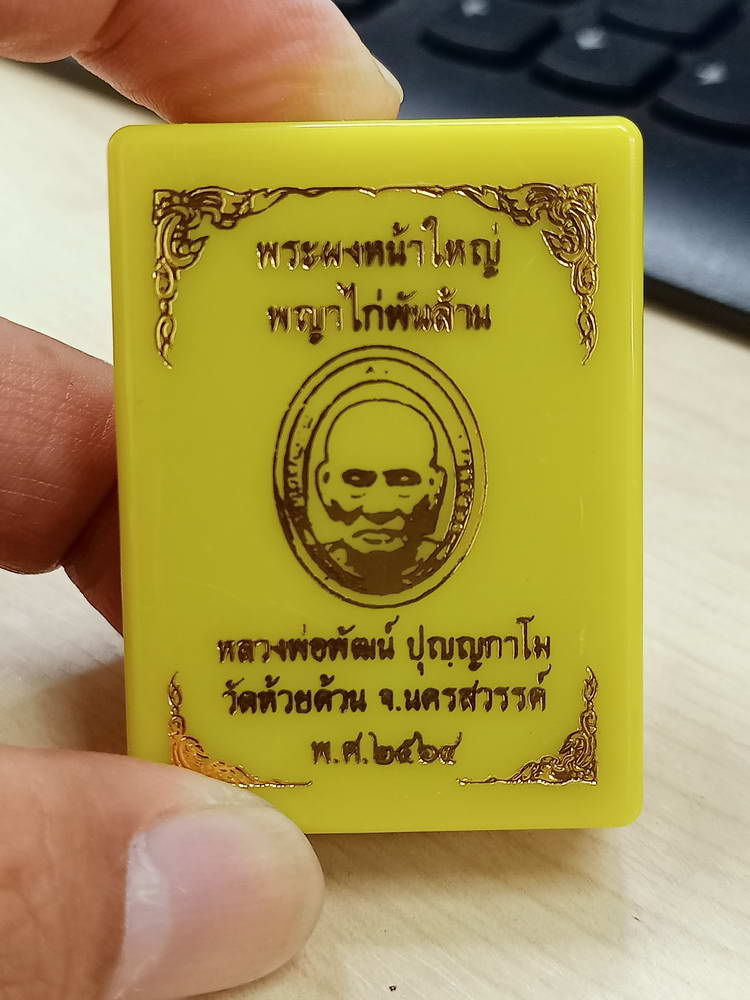 พระผงหน้าใหญ่
พญาไก่พันล้าน
หลวงพ่อพัฒน์ ปุญฺญกาโม
วัดห้วยด้วน จ.นครสวรรค์
พ.ศ.๒๕๖๔